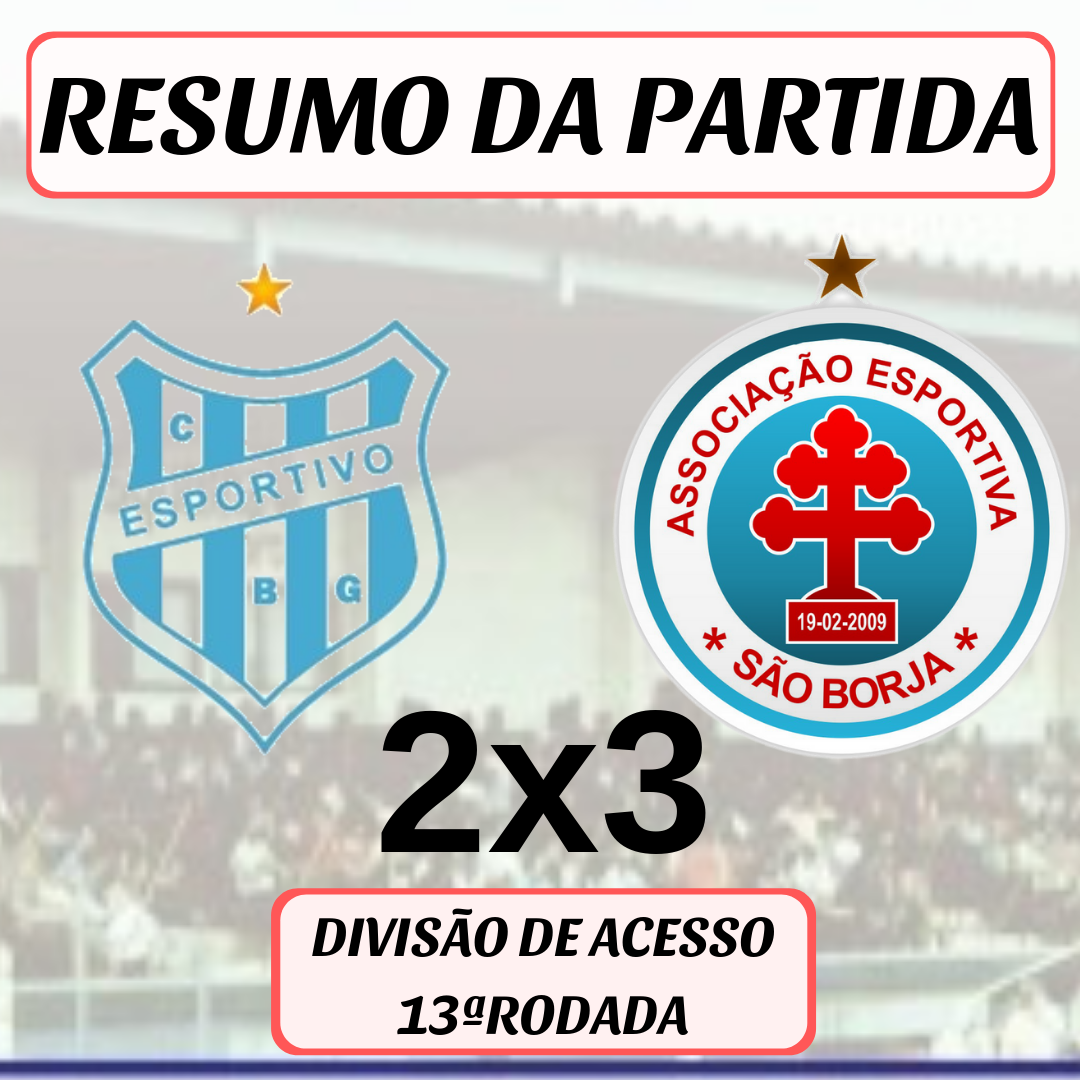 RESUMO DA PARTIDA
C
ESPORTIVO
B G
ASSOCIAÇÃO ESPORTIVA
19-02-2009
* SÃO BORJA *
2x3
DIVISÃO DE ACESSO
13ªRODADA